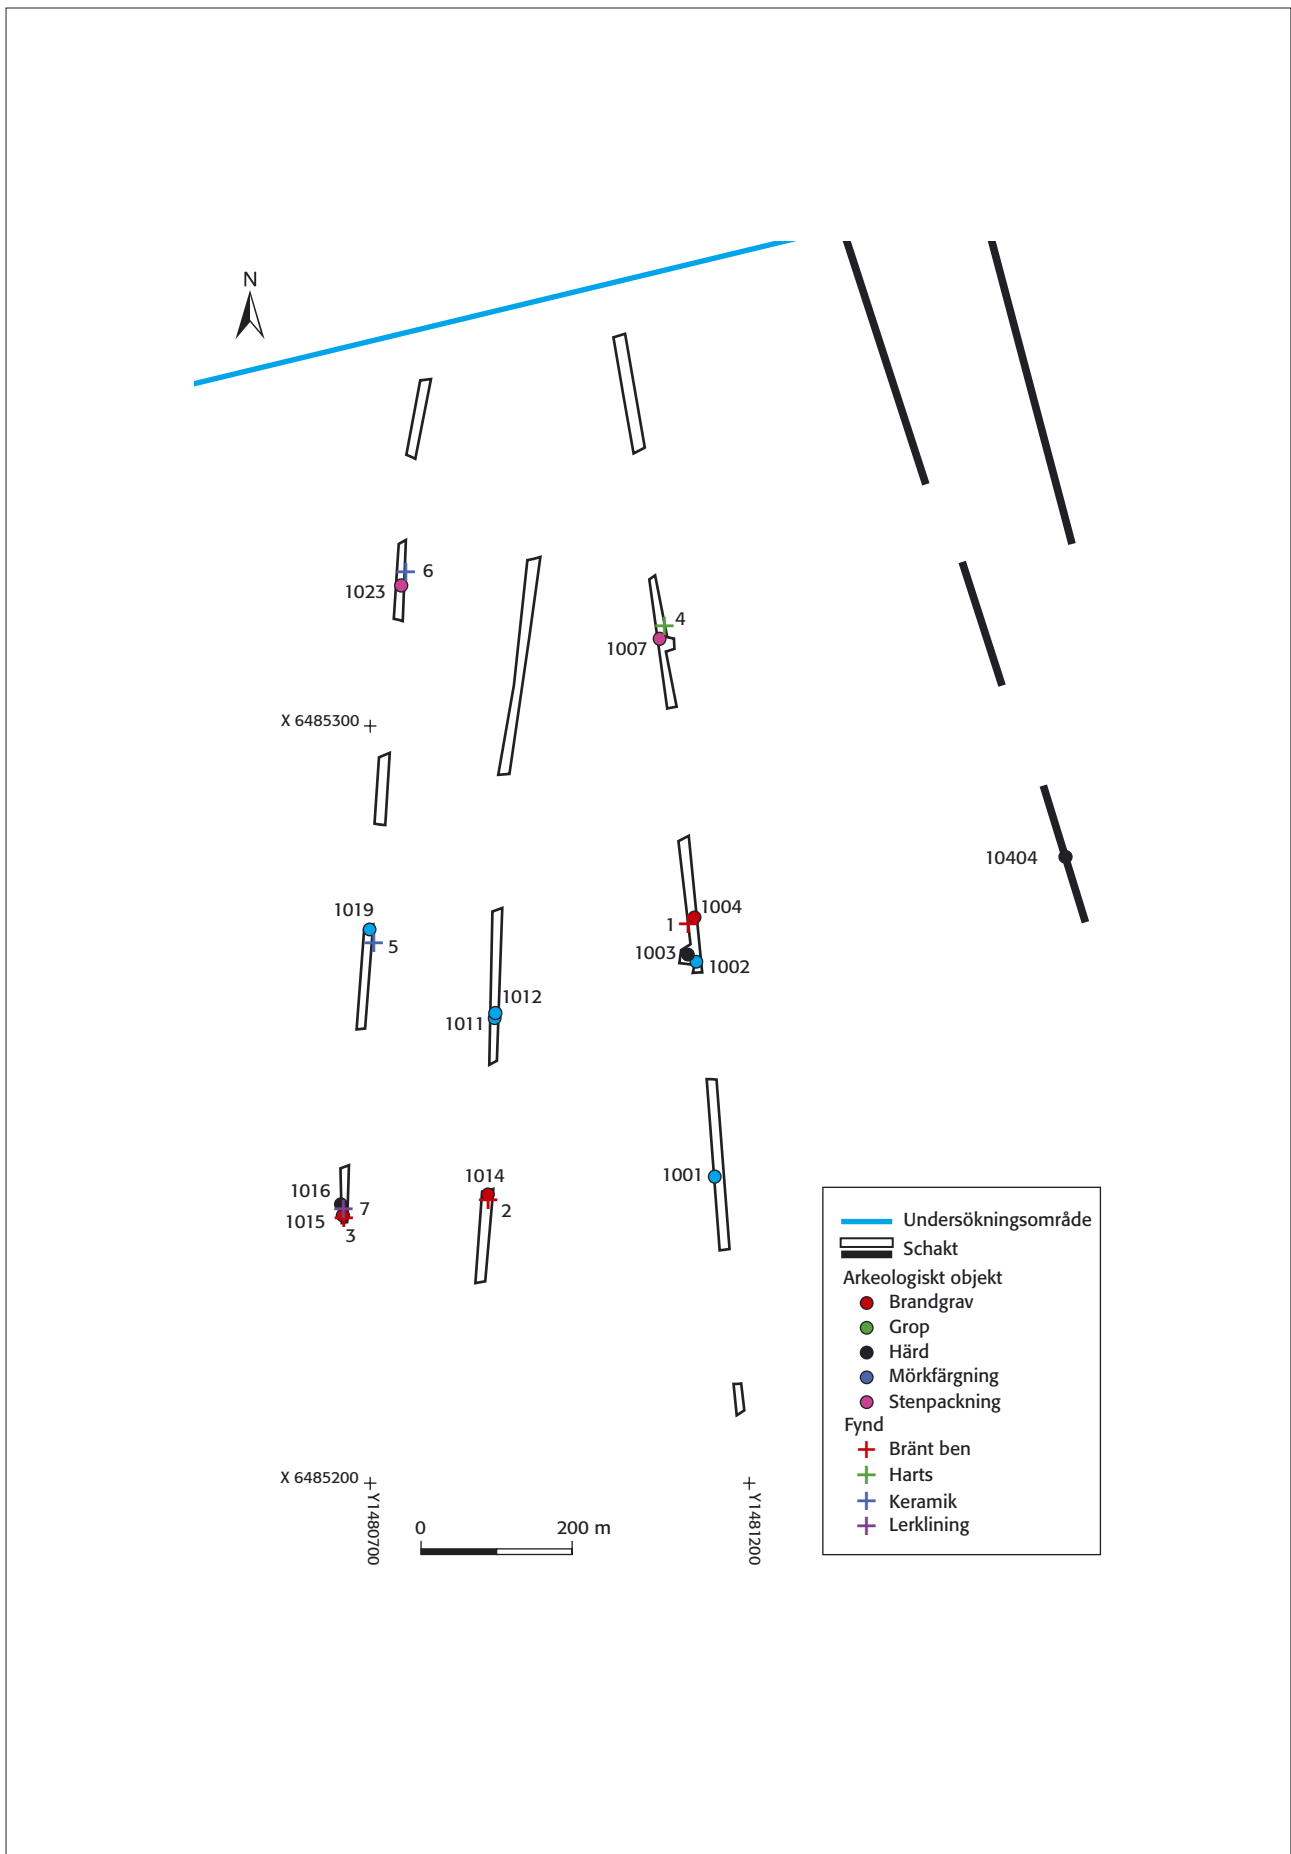 N
6
1023
4
1007
X 6485300
10404
1019
5
1004
1
1003
1002
1012
1011
1016
7
1015
3
1014
2
1001
X 6485200
Y1480700
Y1481200
0 200 m
Undersökningsområde
Schakt
Arkeologiskt objekt
Brandgrav
Grop
Härd
Mörkfärgning
Stenpackning
Fynd
Bränt ben
Harts
Keramik
Lerklining